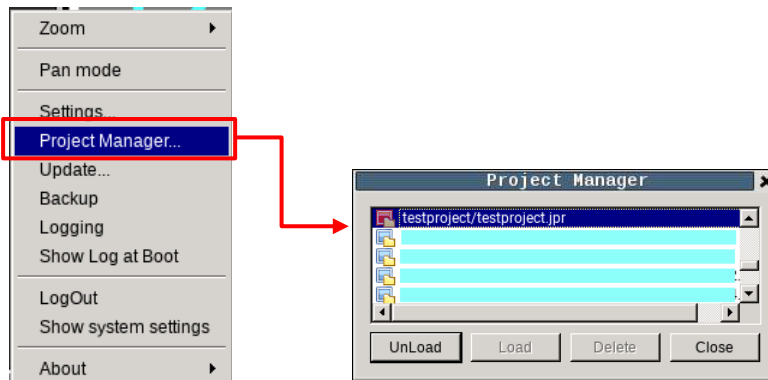 Zoom
Pan mode
Settings...
Project Manager...
Update...
Backup
Logging
Show Log at Boot
LogOut
Show system settings
About
Project Manager
testproject/testproject.jpr
UnLoad Load Delete Close